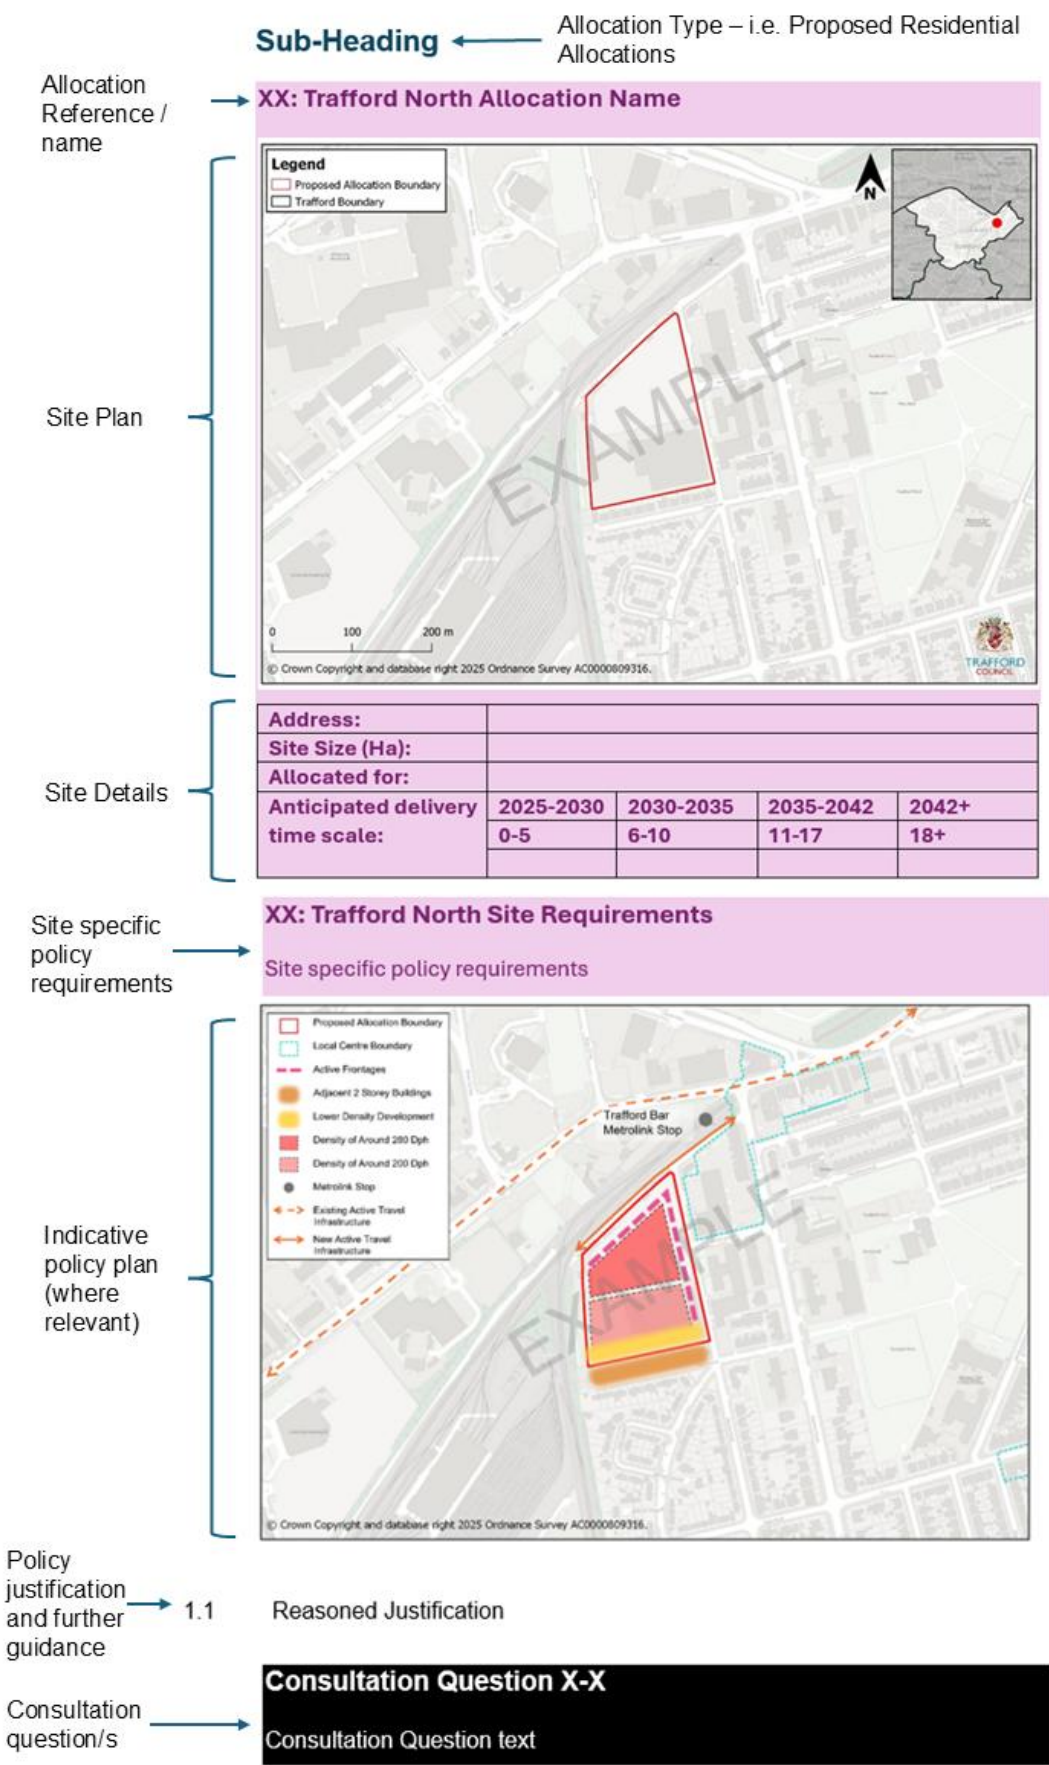 Sub-Heading
Allocation Type – i.e. Proposed Residential
Allocations
Allocation
Reference /
name
XX: Trafford North Allocation Name
Legend
Proposed Allocation Boundary
Trafford Boundary
N
EXAMPLE
Site Plan
0 100 200 m
© Crown Copyright and database right 2025 Ordnance Survey AC0000809316.
TRAFFORD
COUNCIL
Site Details
Address:
Site Size (Ha):
Allocated for:
Anticipated delivery 2025-2030 2030-2035 2035-2042 2042+
time scale: 0-5 6-10 11-17 18+
Site specific
policy
requirements
XX: Trafford North Site Requirements
Site specific policy requirements
Proposed Allocation Boundary
Local Centre Boundary
Active Frontages
Adjacent 2 Storey Buildings
Lower Density Development
Density of Around 280 Dph
Density of Around 200 Dph
Metrolink Stop
Existing Active Travel
Infrastructure
New Active Travel
Infrastructure
Trafford Bar
Metrolink Stop
EXAMPLE
Indicative
policy plan
(where
relevant)
© Crown Copyright and database right 2025 Ordnance Survey AC0000809316.
Policy
justification
and further
guidance
1.1 Reasoned Justification
Consultation
question/s
Consultation Question X-X
Consultation Question text